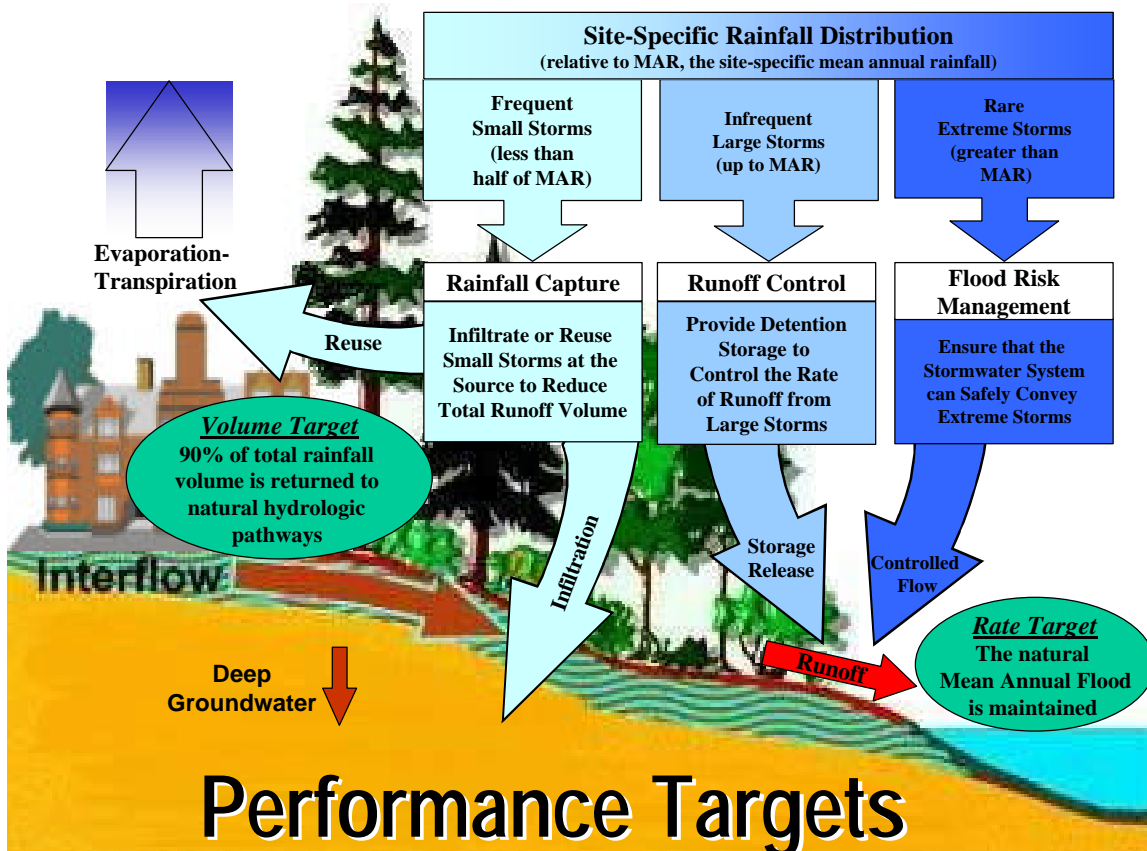 Site-Specific Rainfall Distribution
(relative to MAR, the site-specific mean annual rainfall)
Frequent
Small Storms
(less than
half of MAR)
Infrequent
Large Storms
(up to MAR)
Rare
Extreme Storms
(greater than
MAR)
Evaporation-
Transpiration
Rainfall Capture
Infiltrate or Reuse
Small Storms at the
Source to Reduce
Total Runoff Volume
Runoff Control
Provide Detention
Storage to
Control the Rate
of Runoff from
Large Storms
Flood Risk
Management
Ensure that the
Stormwater System
can Safely Convey
Extreme Storms
Reuse
Volume Target
90% of total rainfall
volume is returned to
natural hydrologic
pathways
Interflow
Infiltration
Storage
Release
Controlled
Flow
Deep
Groundwater
Runoff
Rate Target
The natural
Mean Annual Flood
is maintained
Performance Targets